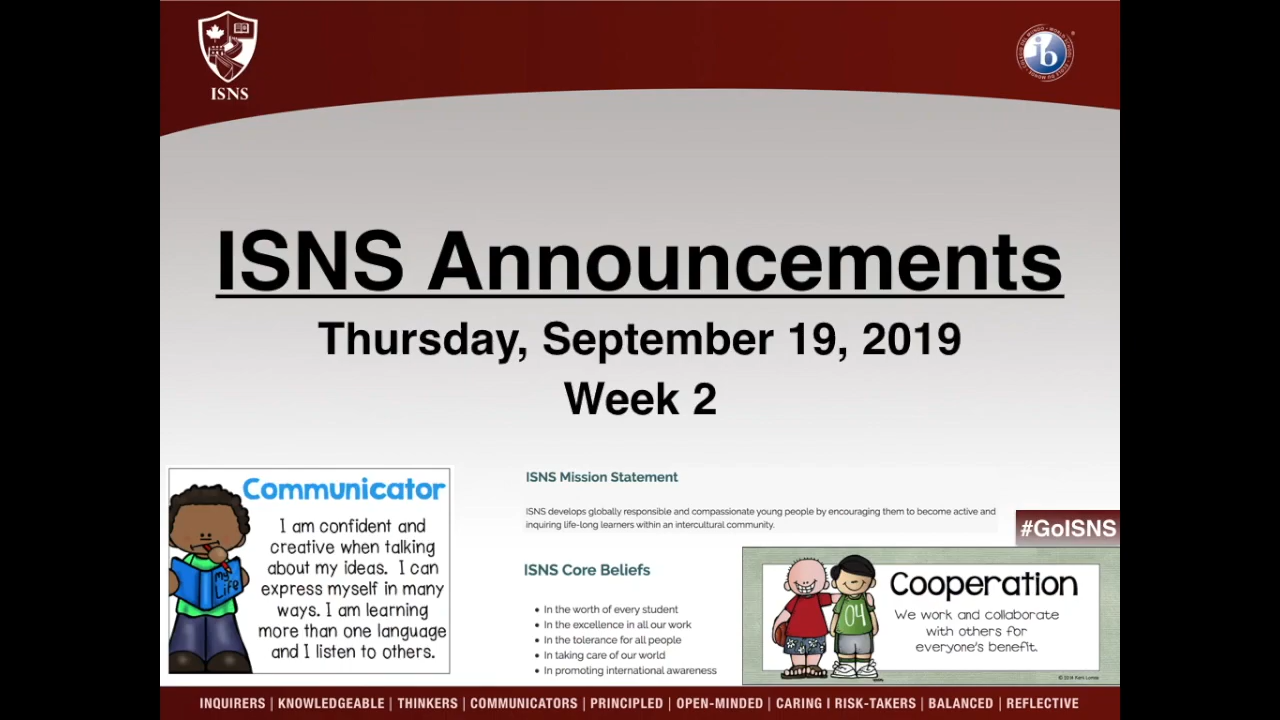 ISNS
ib
ISNS Announcements
Thursday, September 19, 2019
Week 2
Communicator
I am confident and
creative when talking
about my ideas. I can
express myself in many
ways. I am learning
more than one language
and I listen to others.
my
Life
ISNS Mission Statement
ISNS develops globally responsible and compassionate young people by encouraging them to become active and
inquiring life-long learners within an intercultural community.
#GoISNS
ISNS Core Beliefs
In the worth of every student
In the excellence in all our work
In the tolerance for all people
In taking care of our world
In promoting international awareness
04
Cooperation
We work and collaborate
with others for
everyone's benefit.
INQUIRERS | KNOWLEDGEABLE | THINKERS | COMMUNICATORS | PRINCIPLED | OPEN-MINDED | CARING I RISK-TAKERS | BALANCED | REFLECTIVE